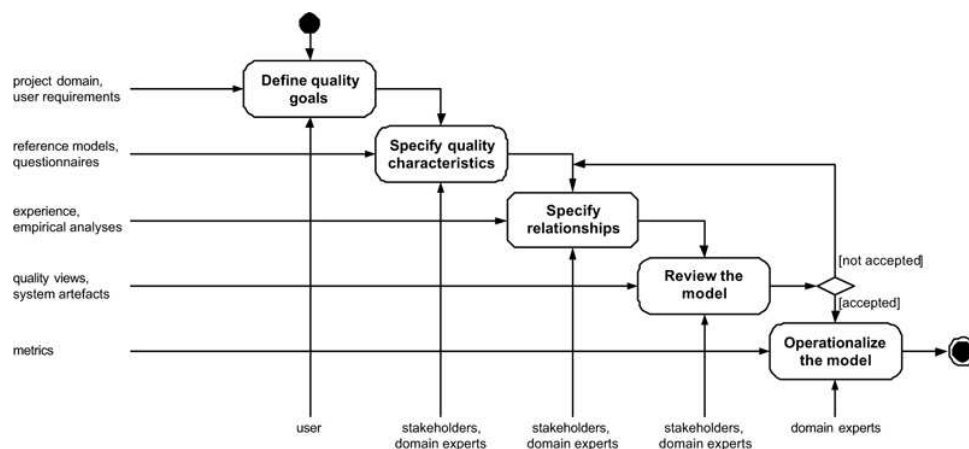 Define quality
goals
project domain,
user requirements
Specify quality
characteristics
reference models,
questionnaires
Specify
relationships
experience,
empirical analyses
[not accepted]
Review the
model
quality views,
system artefacts
[accepted]
Operationalize
the model
metrics
user
stakeholders,
domain experts
stakeholders,
domain experts
stakeholders,
domain experts
domain experts